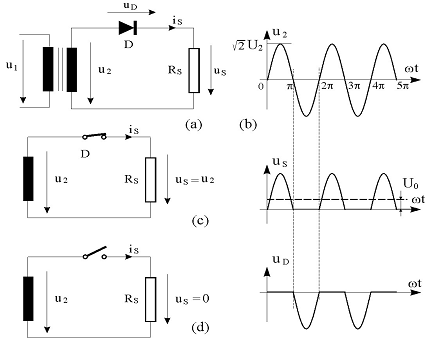 u_D
i_S
D
u_1
u_2
R_S
u_S
(a)
(b)
√2 U_2
u_2
ωt
0 π 2π 3π 4π 5π
i_S
D
u_2
R_S
u_S=u_2
(c)
u_S
U_0
ωt
i_S
u_2
R_S
u_S=0
(d)
u_D
ωt